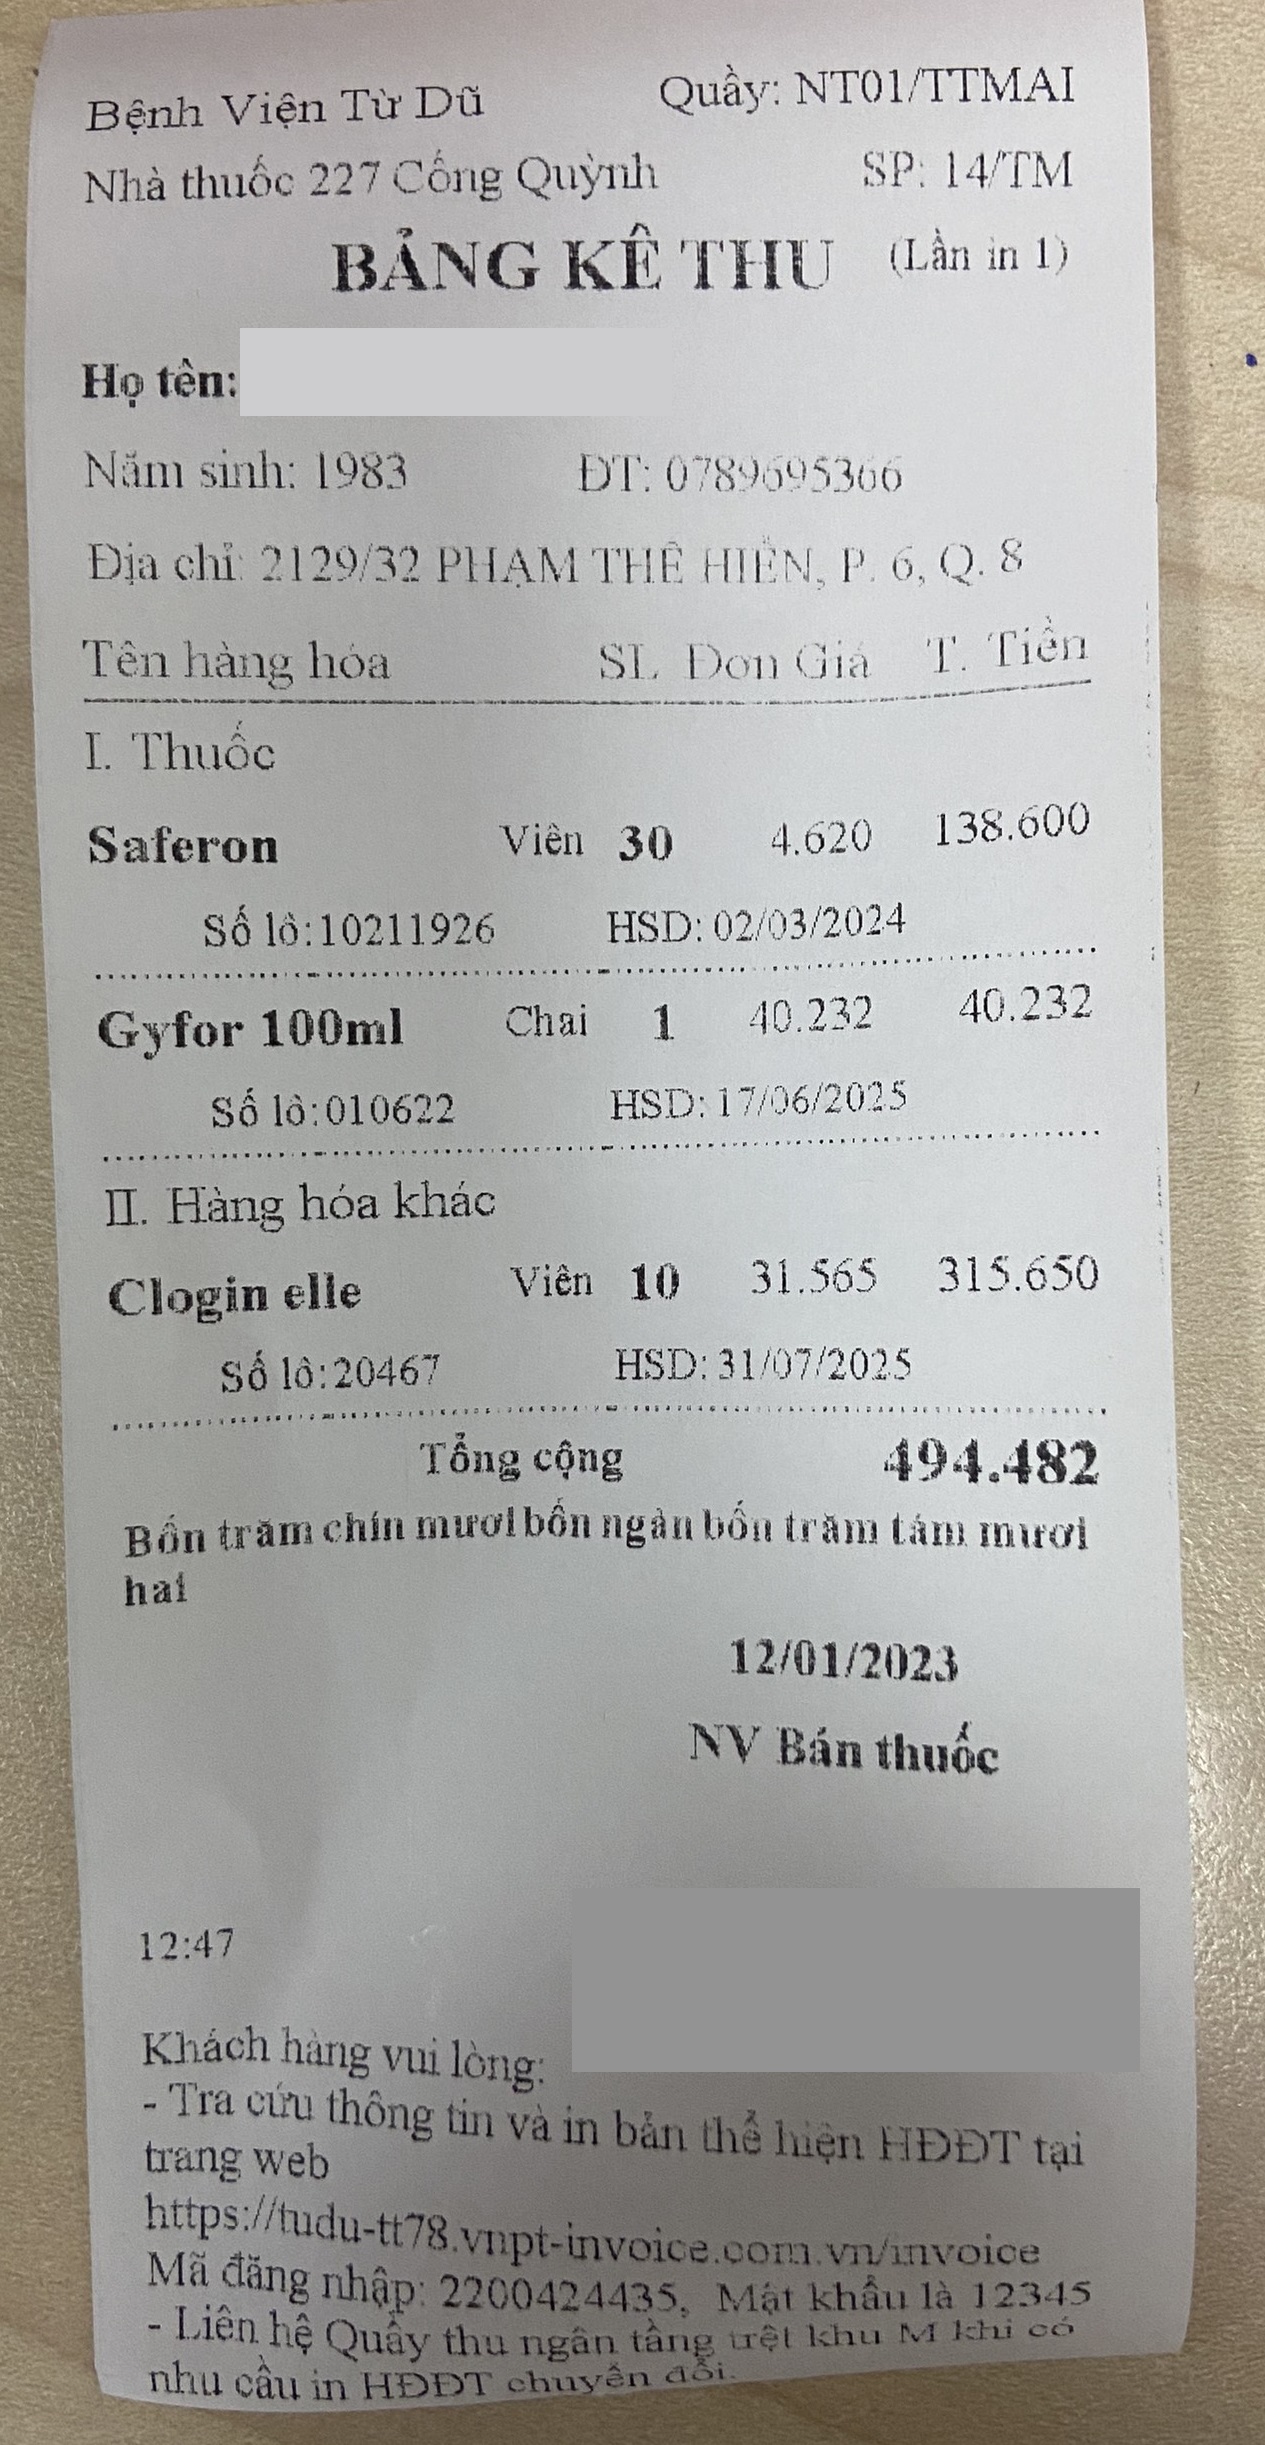 Bệnh Viện Từ Dũ Quầy: NT01/TTMAI
Nhà thuốc 227 Cống Quỳnh SP: 14/TM
BẢNG KÊ THU (Lần in 1)
Họ tên:
Năm sinh: 1983 ĐT: 0789695366
Địa chỉ: 2129/32 PHẠM THẾ HIỂN, P. 6, Q. 8
Tên hàng hóa SL Đơn Giá T. Tiền
I. Thuốc
Saferon Viên 30 4.620 138.600
Số lô:10211926 HSD: 02/03/2024
Gyfor 100ml Chai 1 40.232 40.232
Số lô:010622 HSD: 17/06/2025
II. Hàng hóa khác
Clogin elle Viên 10 31.565 315.650
Số lô:20467 HSD: 31/07/2025
Tổng cộng 494.482
Bốn trăm chín mươi bốn ngàn bốn trăm tám mươi
hai
12/01/2023
NV Bán thuốc
12:47
Khách hàng vui lòng:
- Tra cứu thông tin và in bản thể hiện HĐĐT tại
trang web
https://tudu-tt78.vnpt-invoice.com.vn/invoice
Mã đăng nhập: 2200424435, Mật khẩu là 12345
- Liên hệ Quầy thu ngân tầng trệt khu M khi có
nhu cầu in HĐĐT chuyển đổi.